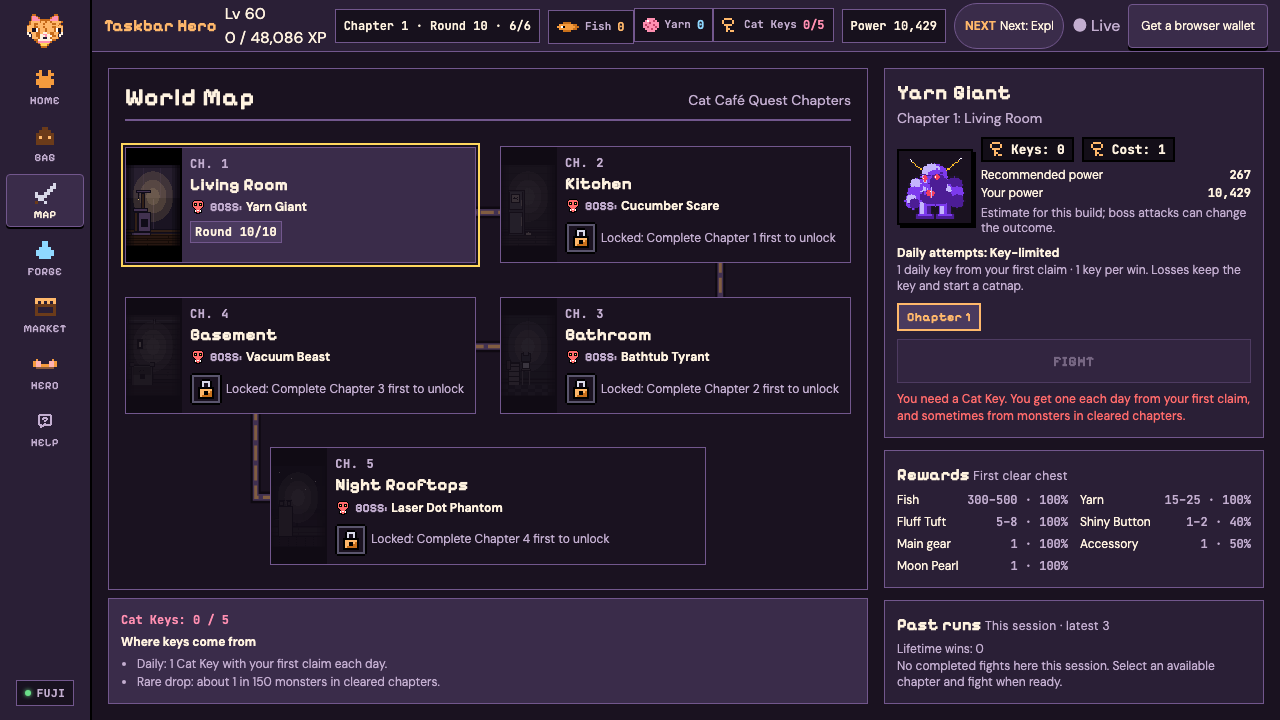 Taskbar Hero
Lv 60
0 / 48,086 XP
Chapter 1 · Round 10 · 6/6
Fish 0
Yarn 0
Cat Keys 0/5
Power 10,429
NEXT Next: Expl
Live
Get a browser wallet
HOME
BAG
MAP
FORGE
MARKET
HERO
HELP
FUJI
World Map
Cat Café Quest Chapters
CH. 1
Living Room
BOSS: Yarn Giant
Round 10/10
CH. 2
Kitchen
BOSS: Cucumber Scare
Locked: Complete Chapter 1 first to unlock
CH. 4
Basement
BOSS: Vacuum Beast
Locked: Complete Chapter 3 first to unlock
CH. 3
Bathroom
BOSS: Bathtub Tyrant
Locked: Complete Chapter 2 first to unlock
CH. 5
Night Rooftops
BOSS: Laser Dot Phantom
Locked: Complete Chapter 4 first to unlock
Cat Keys: 0 / 5
Where keys come from
• Daily: 1 Cat Key with your first claim each day.
• Rare drop: about 1 in 150 monsters in cleared chapters.
Yarn Giant
Chapter 1: Living Room
Keys: 0
Cost: 1
Recommended power 267
Your power 10,429
Estimate for this build; boss attacks can change
the outcome.
Daily attempts: Key-limited
1 daily key from your first claim · 1 key per win. Losses keep the
key and start a catnap.
Chapter 1
FIGHT
You need a Cat Key. You get one each day from your first claim,
and sometimes from monsters in cleared chapters.
Rewards First clear chest
Fish 300–500 · 100% Yarn 15–25 · 100%
Fluff Tuft 5–8 · 100% Shiny Button 1–2 · 40%
Main gear 1 · 100% Accessory 1 · 50%
Moon Pearl 1 · 100%
Past runs This session · latest 3
Lifetime wins: 0
No completed fights here this session. Select an available
chapter and fight when ready.